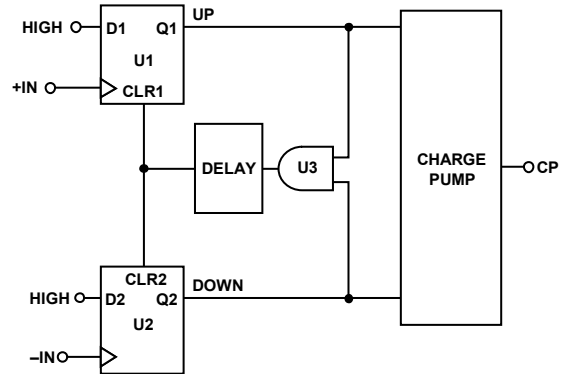 UP
HIGH
D1
Q1
U1
+IN
CLR1
DELAY
U3
CHARGE
PUMP
CP
CLR2
DOWN
HIGH
D2
Q2
U2
–IN